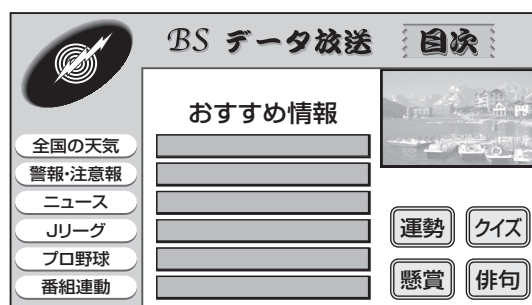 BS データ放送 目次
おすすめ情報
全国の天気
警報・注意報
ニュース
Jリーグ
プロ野球
番組連動
運勢 クイズ
懸賞 俳句